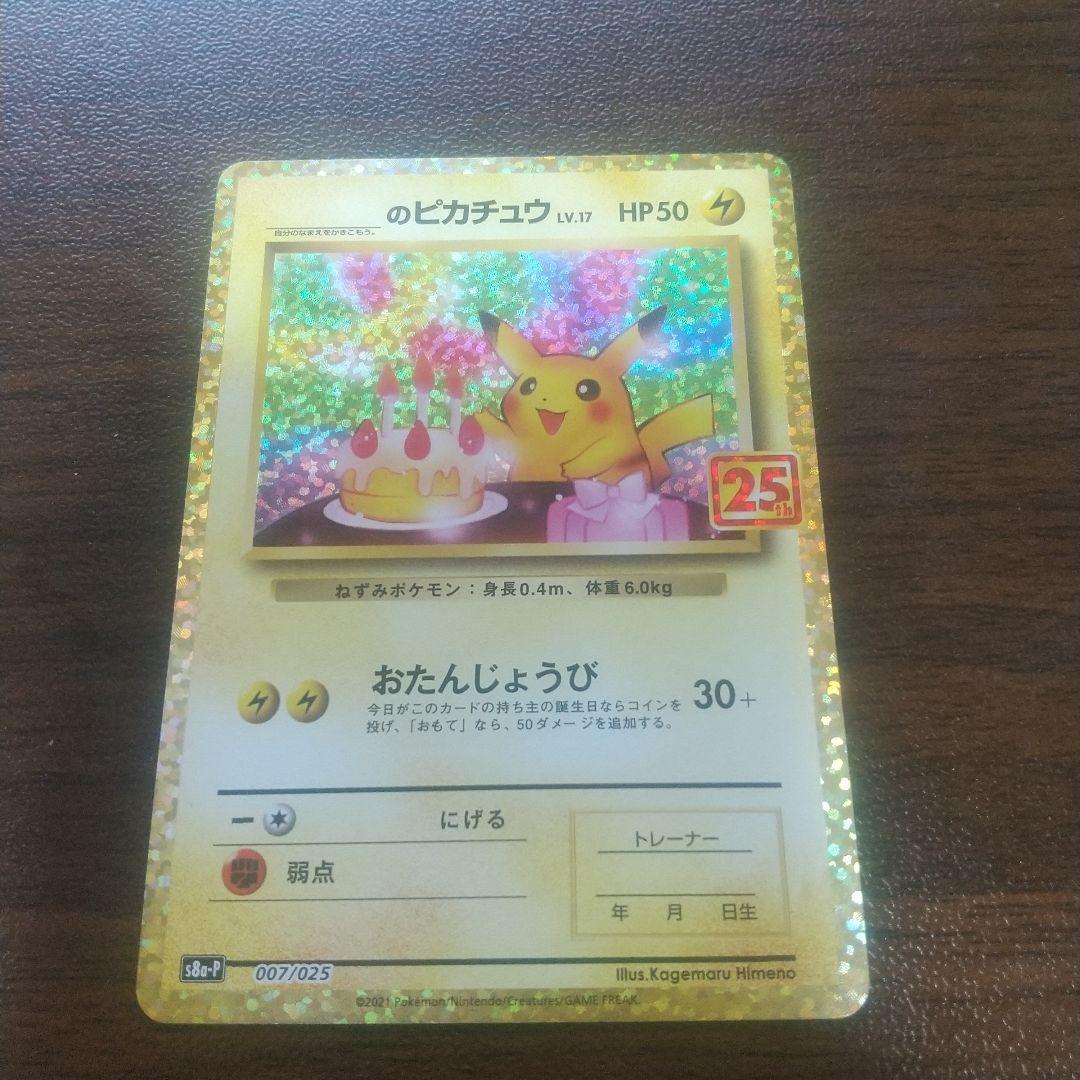 のピカチュウ LV.17 HP50
自分のなまえをかきこもう。
25th
ねずみポケモン：身長0.4m、体重6.0kg
おたんじょうび
30+
今日がこのカードの持ち主の誕生日ならコインを
投げ、「おもて」なら、50ダメージを追加する。
ー にげる
トレーナー
弱点
年 月 日生
s8a-P 007/025 Illus.Kagemaru Himeno
©2021 Pokémon/Nintendo/Creatures/GAME FREAK.